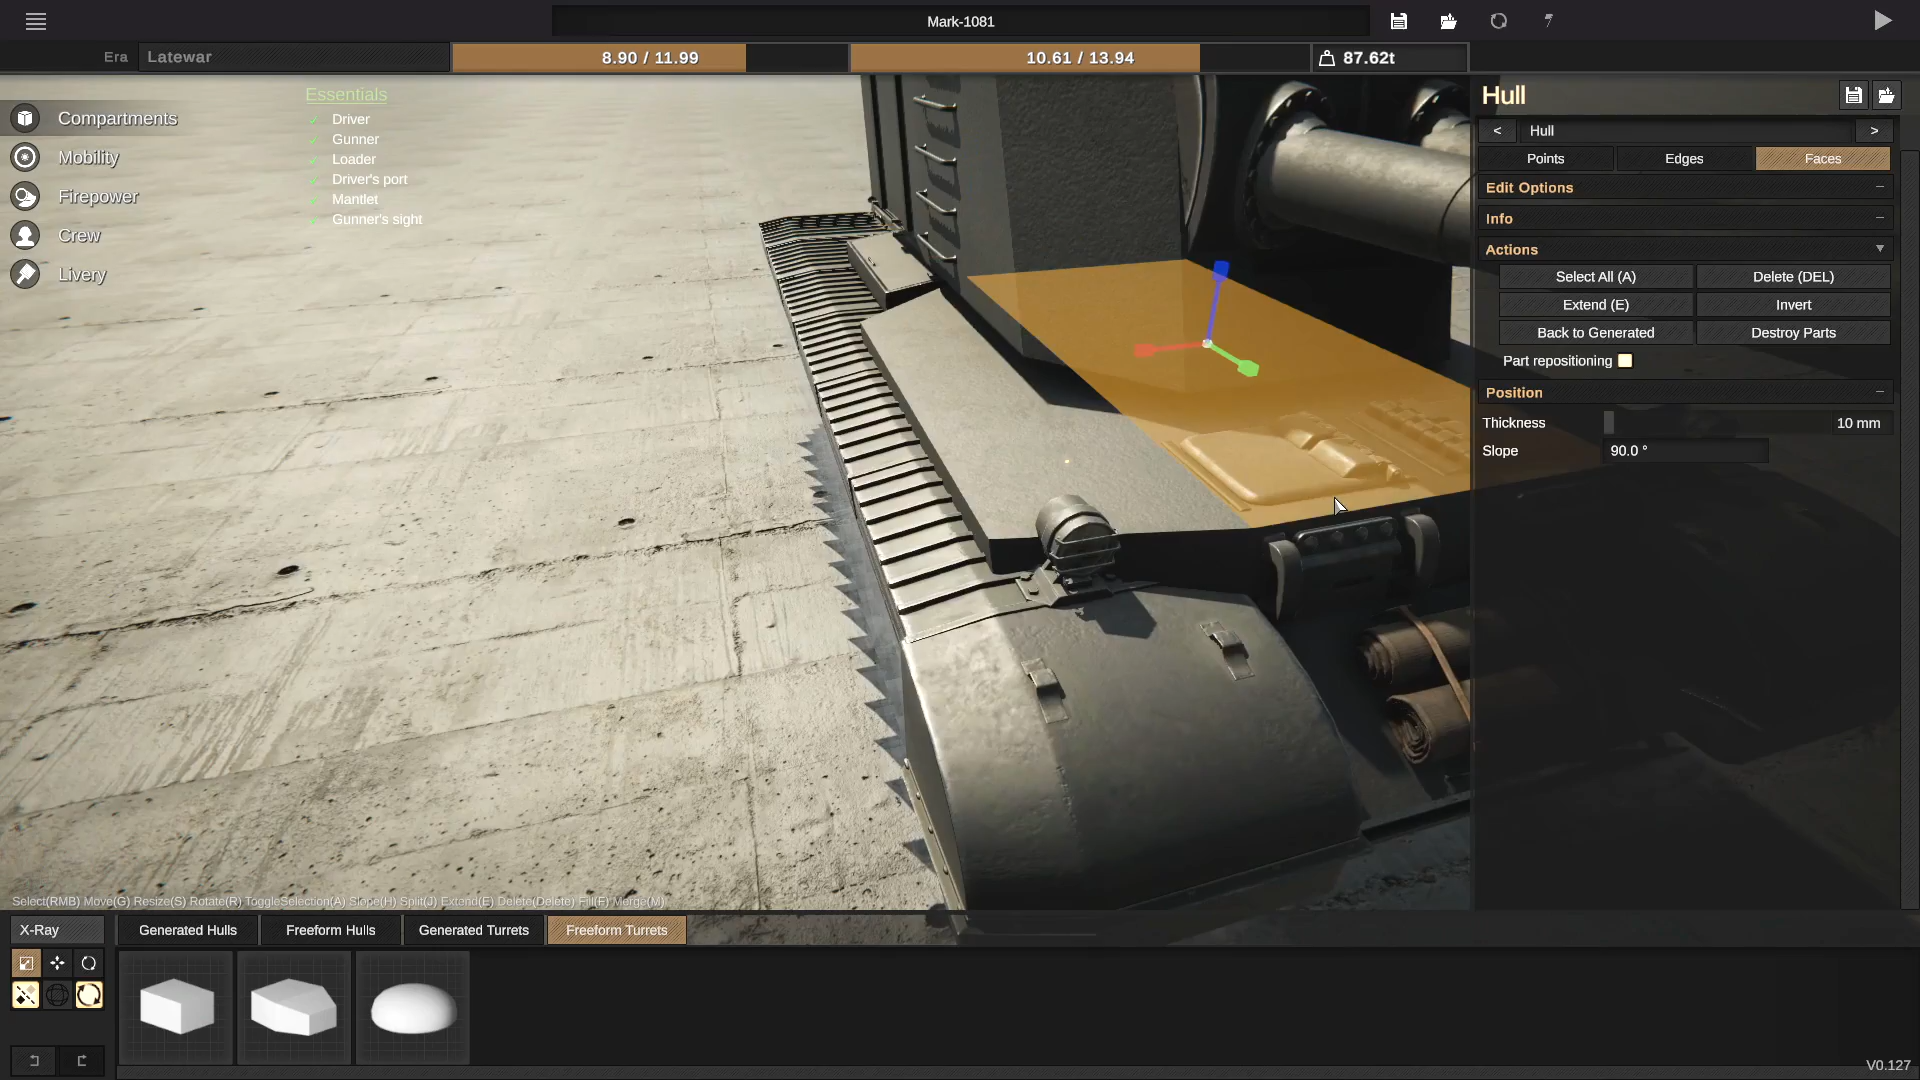 Mark-1081
Era Latewar 8.90 / 11.99 10.61 / 13.94 87.62t
Essentials
Driver
Gunner
Loader
Driver's port
Mantlet
Gunner's sight
Compartments
Mobility
Firepower
Crew
Livery
Hull
< Hull >
Points Edges Faces
Edit Options
Info
Actions
Select All (A) Delete (DEL)
Extend (E) Invert
Back to Generated Destroy Parts
Part repositioning
Position
Thickness 10 mm
Slope 90.0 °
Select(RMB) Move(G) Resize(S) Rotate(R) ToggleSelection(A) Slope(H) Split(J) Extend(E) Delete(Delete) Fill(F) Merge(M)
X-Ray Generated Hulls Freeform Hulls Generated Turrets Freeform Turrets
V0.127